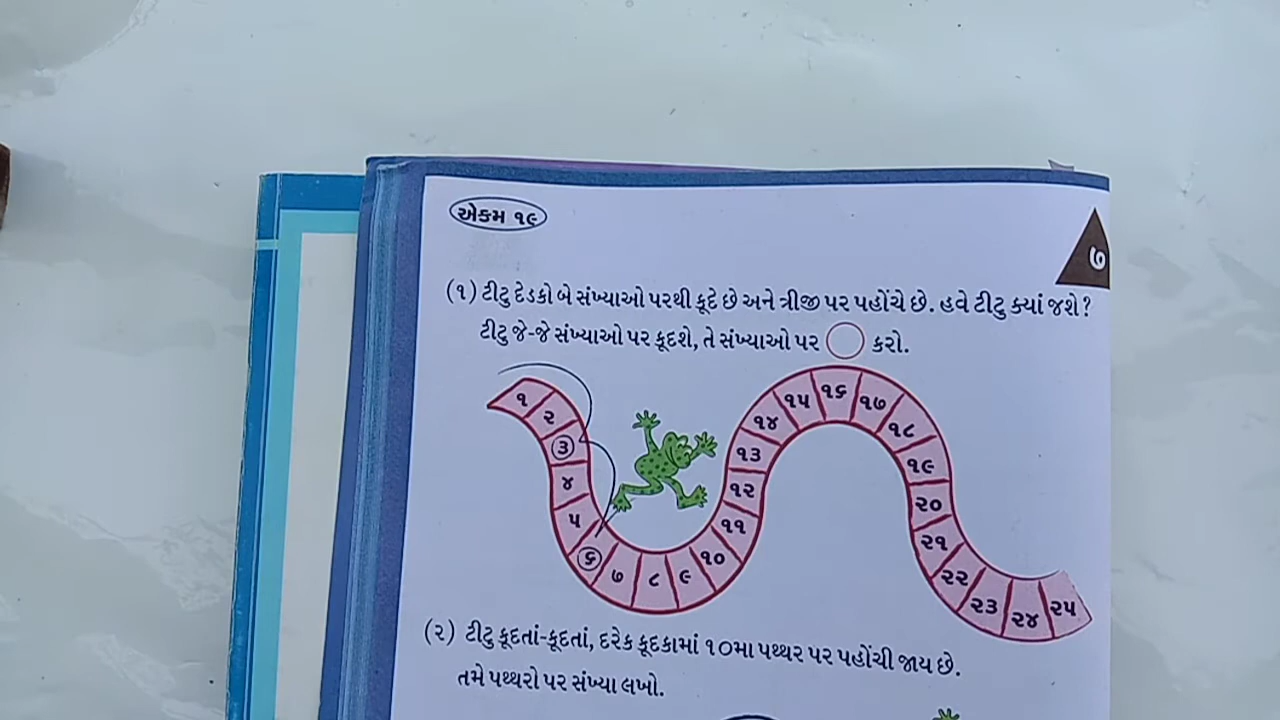 એકમ ૧૯
૭
(૧) ટીટુ દેડકો બે સંખ્યાઓ પરથી કૂદે છે અને ત્રીજી પર પહોંચે છે. હવે ટીટુ ક્યાં જશે?
ટીટુ જે-જે સંખ્યાઓ પર કૂદશે, તે સંખ્યાઓ પર ◯ કરો.
૧ ૨ ૩ ૪ ૫ ૬ ૭ ૮ ૯ ૧૦ ૧૧ ૧૨ ૧૩ ૧૪ ૧૫ ૧૬ ૧૭ ૧૮ ૧૯ ૨૦ ૨૧ ૨૨ ૨૩ ૨૪ ૨૫
(૨) ટીટુ કૂદતાં-કૂદતાં, દરેક કૂદકામાં ૧૦મા પથ્થર પર પહોંચી જાય છે.
તમે પથ્થરો પર સંખ્યા લખો.